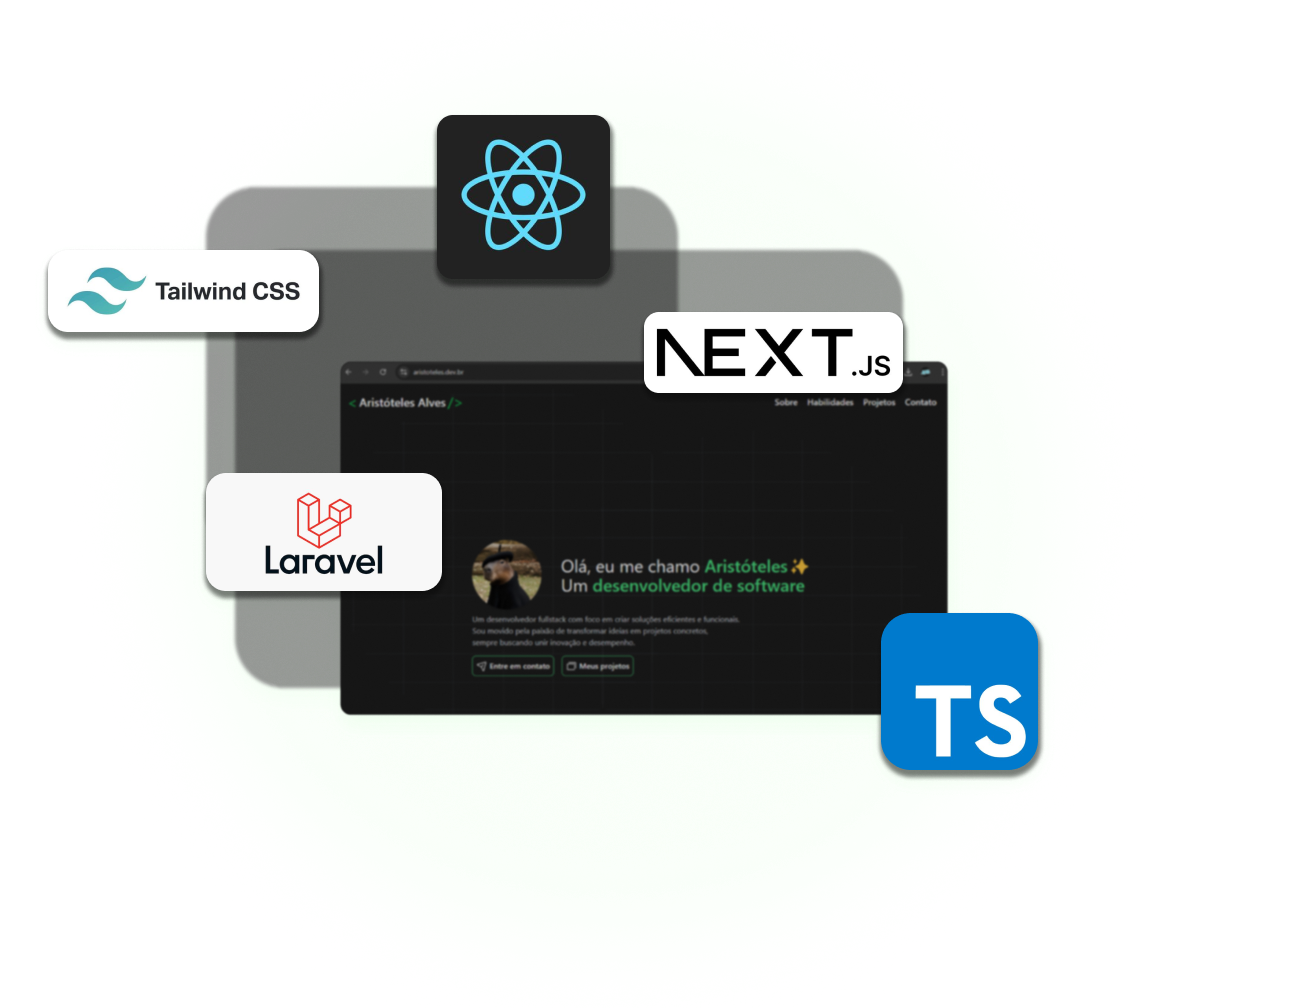 Tailwind CSS
NEXT.JS
aristoteles.dev.br
< Aristóteles Alves />
Sobre Habilidades Projetos Contato
Laravel
Olá, eu me chamo Aristóteles✨
Um desenvolvedor de software
Um desenvolvedor fullstack com foco em criar soluções eficientes e funcionais.
Sou movido pela paixão de transformar ideias em projetos concretos,
sempre buscando unir inovação e desempenho.
Entre em contato Meus projetos
TS